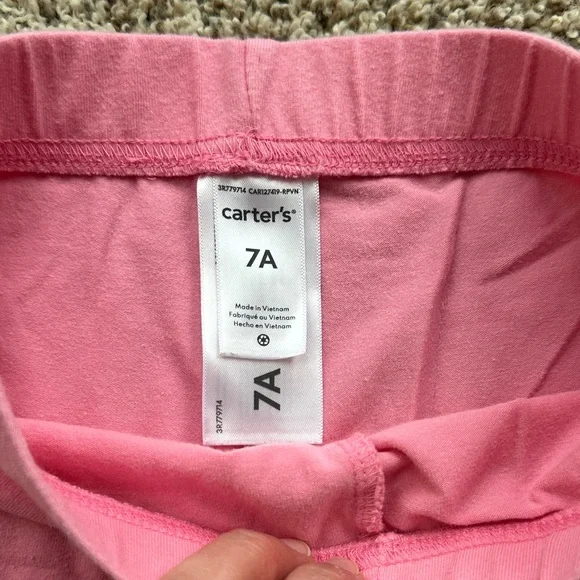 3R779714 CAR127419-RPVN
carter's®
7A
Made in Vietnam
Fabriqué au Vietnam
Hecho en Vietnam
7A
3R779714